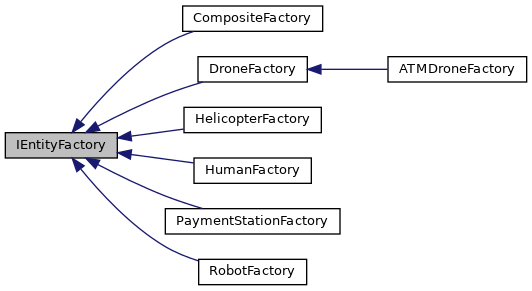 CompositeFactory
DroneFactory
ATMDroneFactory
HelicopterFactory
IEntityFactory
HumanFactory
PaymentStationFactory
RobotFactory